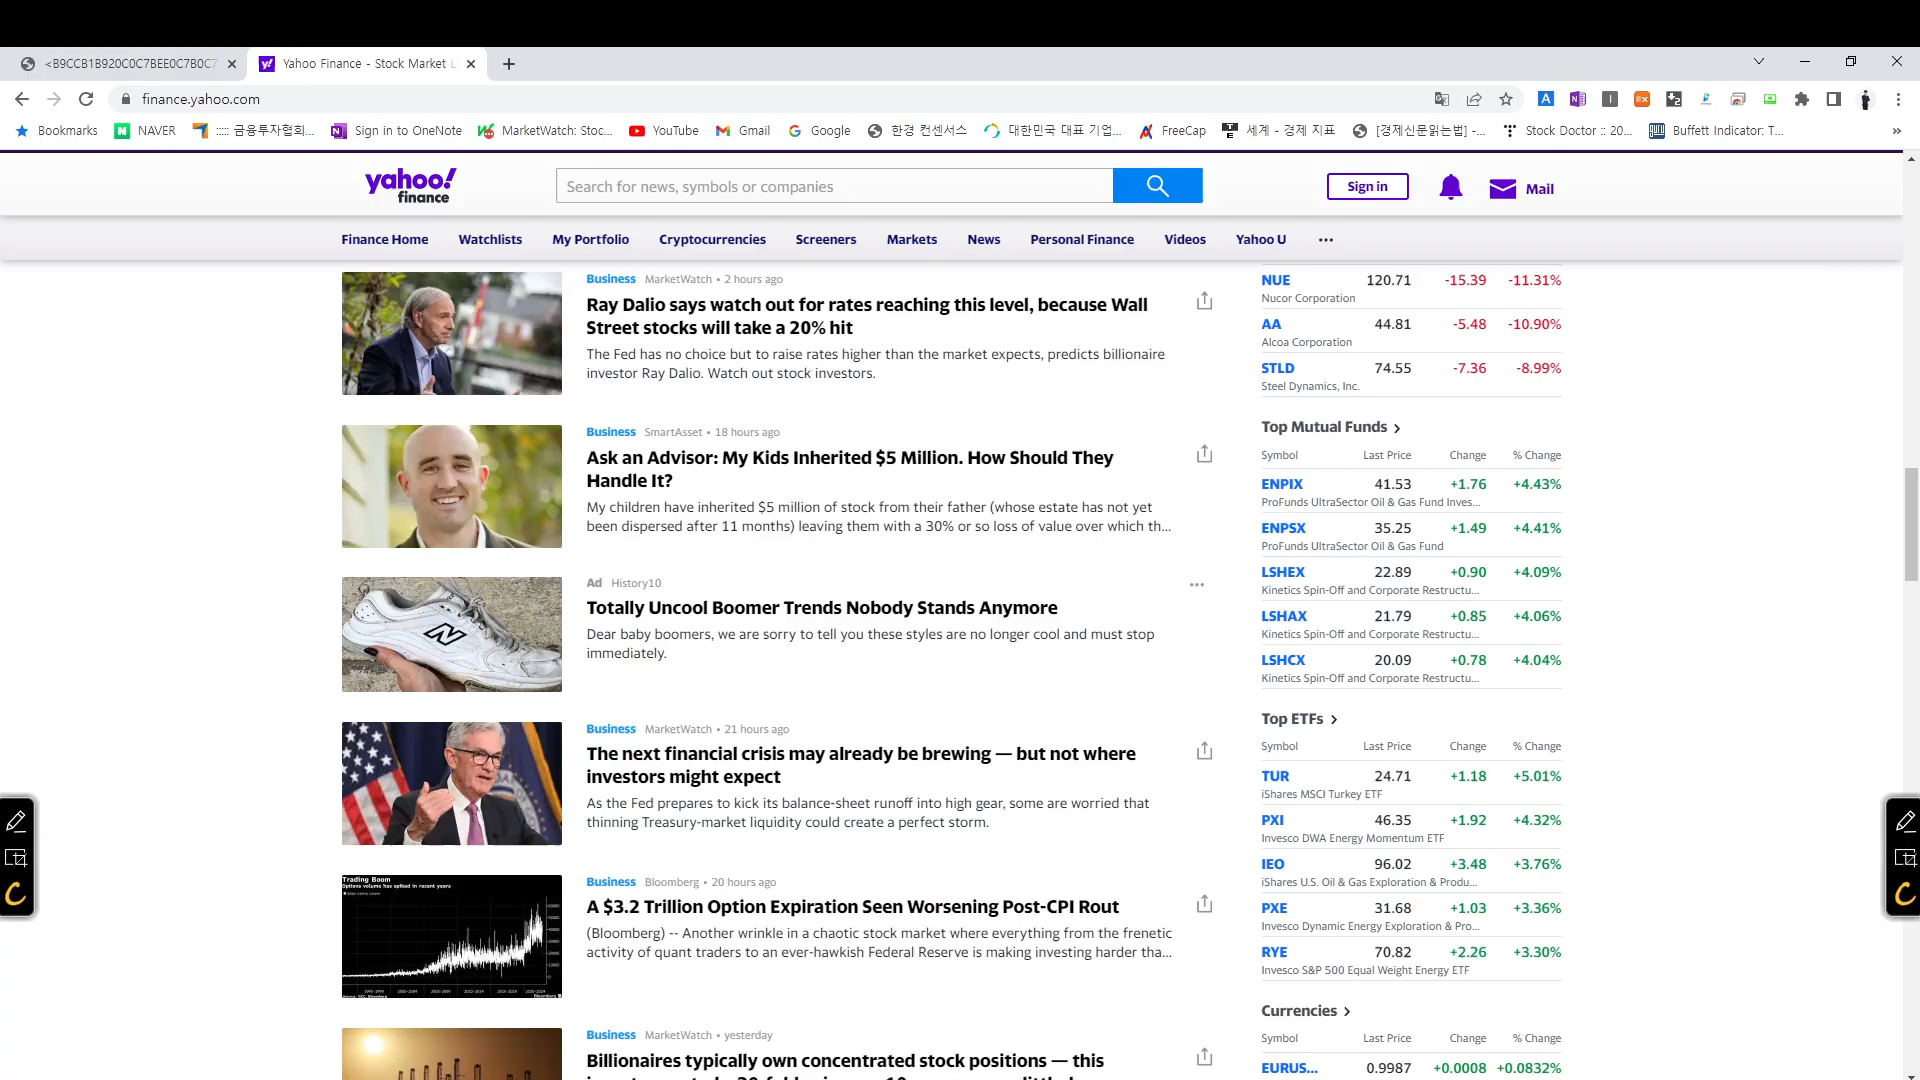 <B9CCB1B920C0C7BEE0C7B0C7
Yahoo Finance - Stock Market L
finance.yahoo.com
Bookmarks
NAVER
::::: 금융투자협회...
Sign in to OneNote
MarketWatch: Stoc...
YouTube
Gmail
Google
한경 컨센서스
대한민국 대표 기업...
FreeCap
세계 - 경제 지표
[경제신문읽는법] -...
Stock Doctor :: 20...
Buffett Indicator: T...
»
yahoo!
finance
Search for news, symbols or companies
Sign in
Mail
Finance Home
Watchlists
My Portfolio
Cryptocurrencies
Screeners
Markets
News
Personal Finance
Videos
Yahoo U
Business MarketWatch • 2 hours ago
Ray Dalio says watch out for rates reaching this level, because Wall
Street stocks will take a 20% hit
The Fed has no choice but to raise rates higher than the market expects, predicts billionaire
investor Ray Dalio. Watch out stock investors.
Business SmartAsset • 18 hours ago
Ask an Advisor: My Kids Inherited $5 Million. How Should They
Handle It?
My children have inherited $5 million of stock from their father (whose estate has not yet
been dispersed after 11 months) leaving them with a 30% or so loss of value over which th...
Ad History10
Totally Uncool Boomer Trends Nobody Stands Anymore
Dear baby boomers, we are sorry to tell you these styles are no longer cool and must stop
immediately.
Business MarketWatch • 21 hours ago
The next financial crisis may already be brewing — but not where
investors might expect
As the Fed prepares to kick its balance-sheet runoff into high gear, some are worried that
thinning Treasury-market liquidity could create a perfect storm.
Trading Boom
Options volume has spiked in recent years
Bloomberg
Business Bloomberg • 20 hours ago
A $3.2 Trillion Option Expiration Seen Worsening Post-CPI Rout
(Bloomberg) -- Another wrinkle in a chaotic stock market where everything from the frenetic
activity of quant traders to an ever-hawkish Federal Reserve is making investing harder tha...
Business MarketWatch • yesterday
Billionaires typically own concentrated stock positions — this
NUE 120.71 -15.39 -11.31%
Nucor Corporation
AA 44.81 -5.48 -10.90%
Alcoa Corporation
STLD 74.55 -7.36 -8.99%
Steel Dynamics, Inc.
Top Mutual Funds
Symbol Last Price Change % Change
ENPIX 41.53 +1.76 +4.43%
ProFunds UltraSector Oil & Gas Fund Inves...
ENPSX 35.25 +1.49 +4.41%
ProFunds UltraSector Oil & Gas Fund
LSHEX 22.89 +0.90 +4.09%
Kinetics Spin-Off and Corporate Restructu...
LSHAX 21.79 +0.85 +4.06%
Kinetics Spin-Off and Corporate Restructu...
LSHCX 20.09 +0.78 +4.04%
Kinetics Spin-Off and Corporate Restructu...
Top ETFs
Symbol Last Price Change % Change
TUR 24.71 +1.18 +5.01%
iShares MSCI Turkey ETF
PXI 46.35 +1.92 +4.32%
Invesco DWA Energy Momentum ETF
IEO 96.02 +3.48 +3.76%
iShares U.S. Oil & Gas Exploration & Produ...
PXE 31.68 +1.03 +3.36%
Invesco Dynamic Energy Exploration & Pro...
RYE 70.82 +2.26 +3.30%
Invesco S&P 500 Equal Weight Energy ETF
Currencies
Symbol Last Price Change % Change
EURUS... 0.9987 +0.0008 +0.0832%